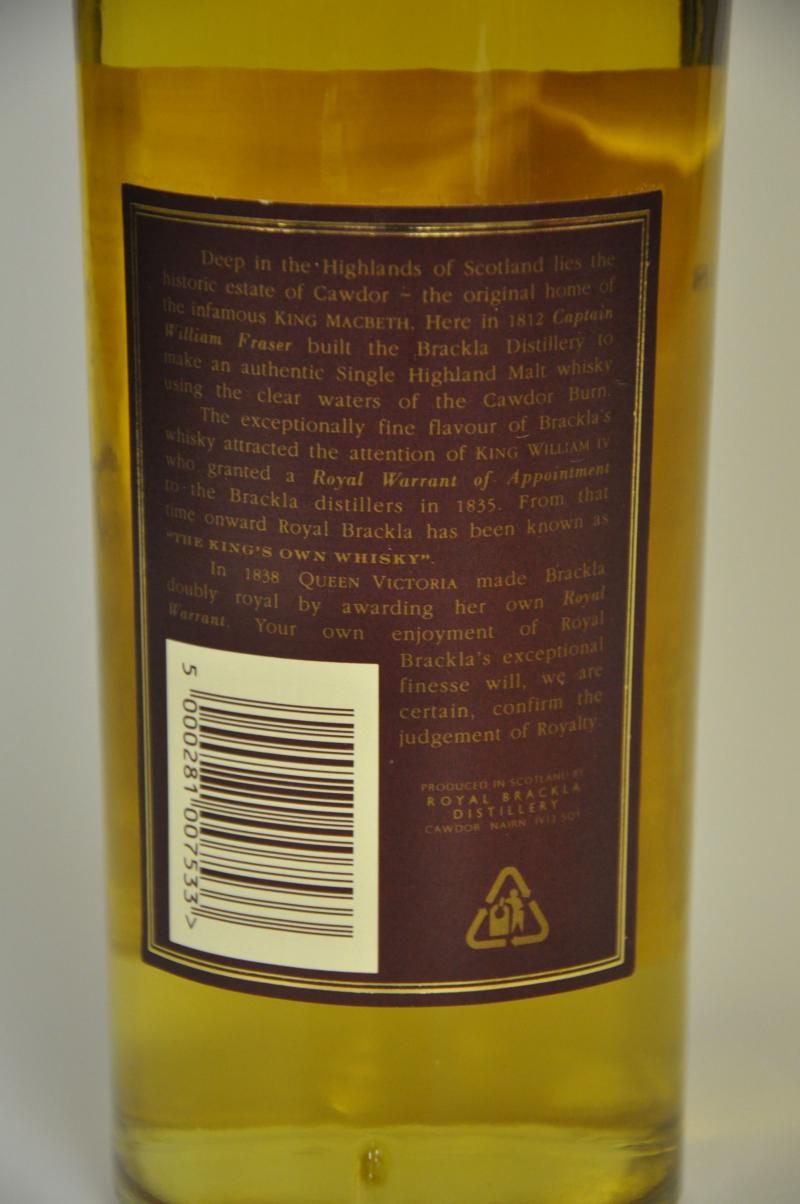 Deep in the Highlands of Scotland lies the
historic estate of Cawdor ~ the original home of
the infamous KING MACBETH. Here in 1812 Captain
William Fraser built the Brackla Distillery to
make an authentic Single Highland Malt whisky
using the clear waters of the Cawdor Burn.
The exceptionally fine flavour of Brackla's
whisky attracted the attention of KING WILLIAM IV
who granted a Royal Warrant of Appointment
to the Brackla distillers in 1835. From that
time onward Royal Brackla has been known as
"THE KING'S OWN WHISKY".
In 1838 QUEEN VICTORIA made Brackla
doubly royal by awarding her own Royal
Warrant. Your own enjoyment of Royal
Brackla's exceptional
finesse will, we are
certain, confirm the
judgement of Royalty.
5 000281 007533 >
PRODUCED IN SCOTLAND BY
ROYAL BRACKLA
DISTILLERY
CAWDOR NAIRN IV12 5QY